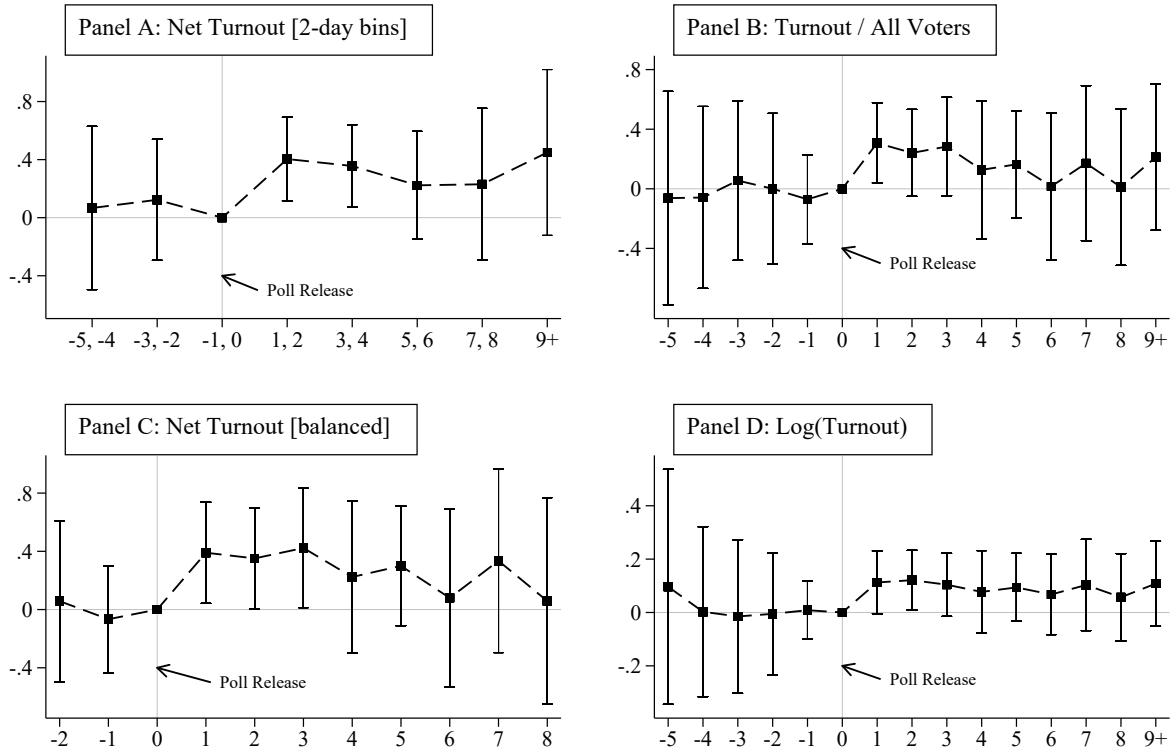 Panel A: Net Turnout [2-day bins]
.8
.4
0
-.4
Poll Release
-5, -4 -3, -2 -1, 0 1, 2 3, 4 5, 6 7, 8 9+
Panel B: Turnout / All Voters
.8
.4
0
-.4
Poll Release
-5 -4 -3 -2 -1 0 1 2 3 4 5 6 7 8 9+
Panel C: Net Turnout [balanced]
.8
.4
0
-.4
Poll Release
-2 -1 0 1 2 3 4 5 6 7 8
Panel D: Log(Turnout)
.4
.2
0
-.2
Poll Release
-5 -4 -3 -2 -1 0 1 2 3 4 5 6 7 8 9+